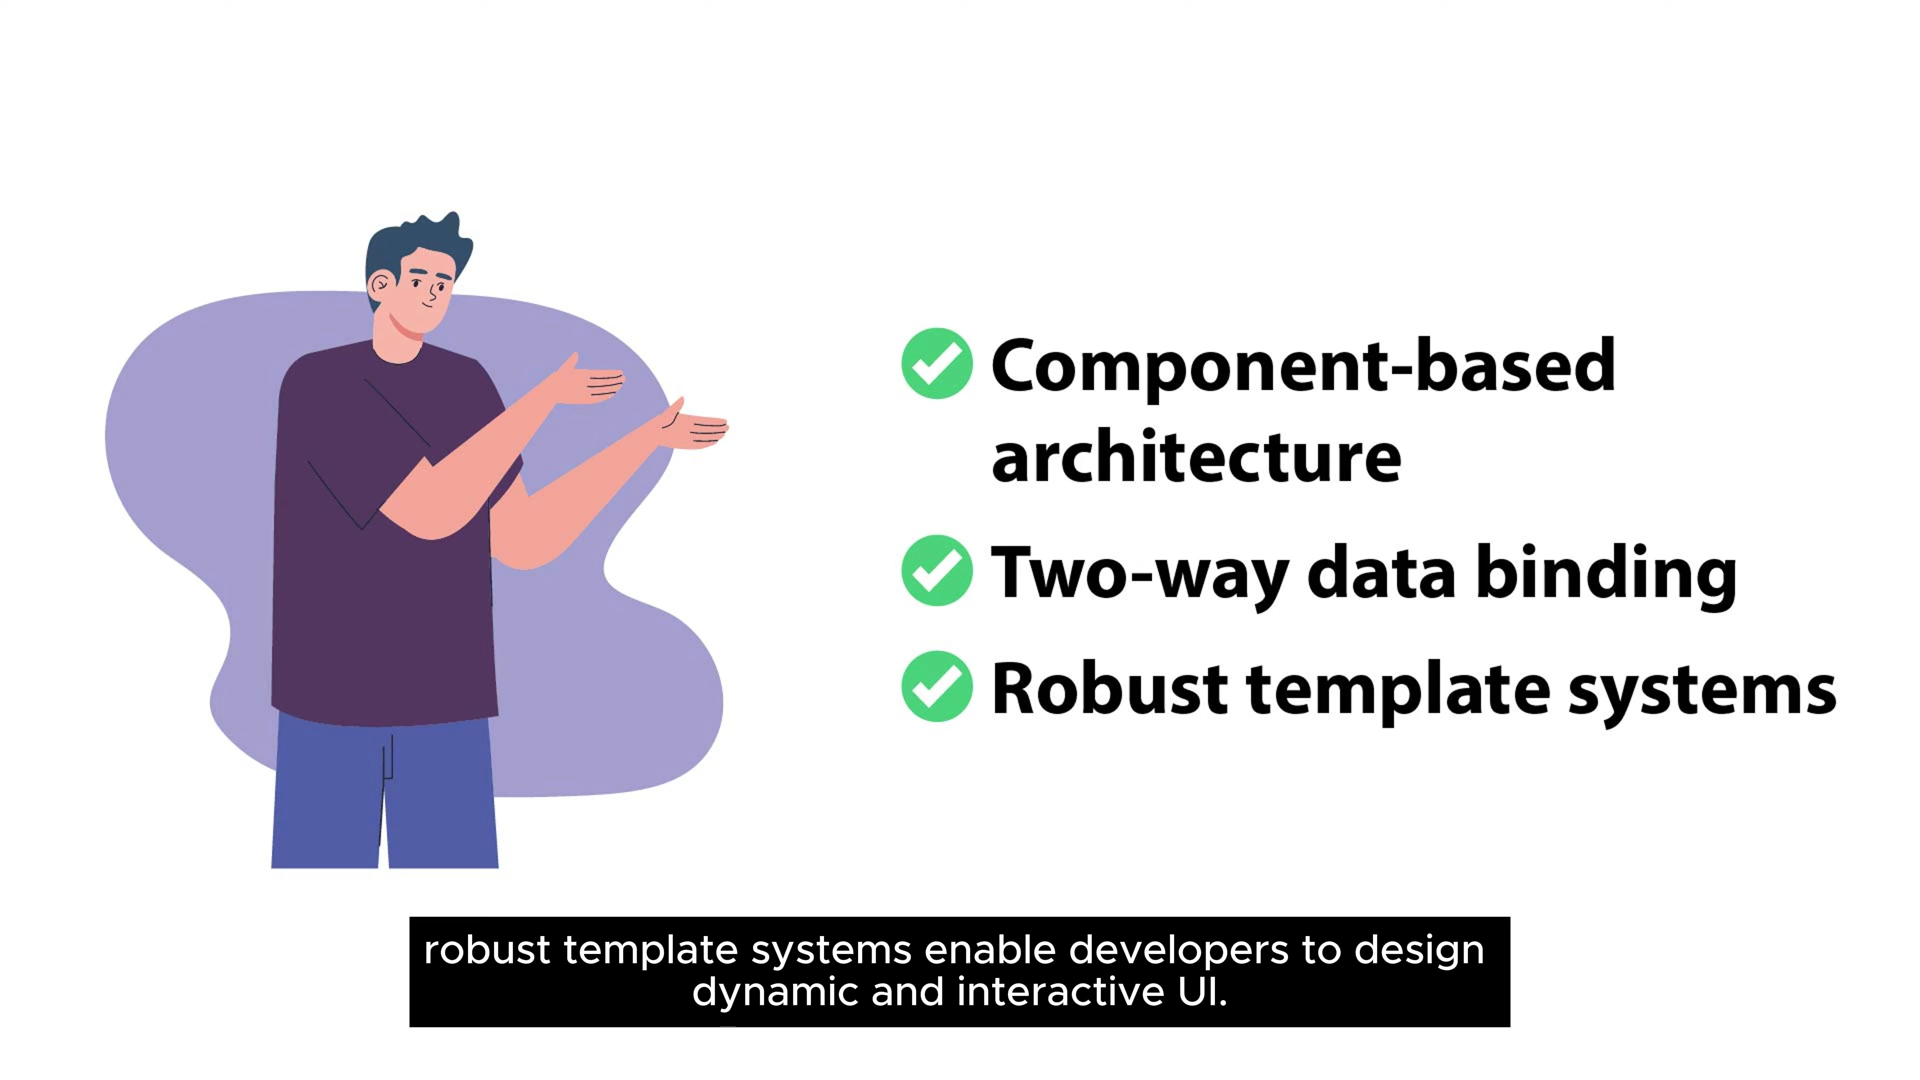 Component-based
architecture
Two-way data binding
Robust template systems
robust template systems enable developers to design
dynamic and interactive UI.